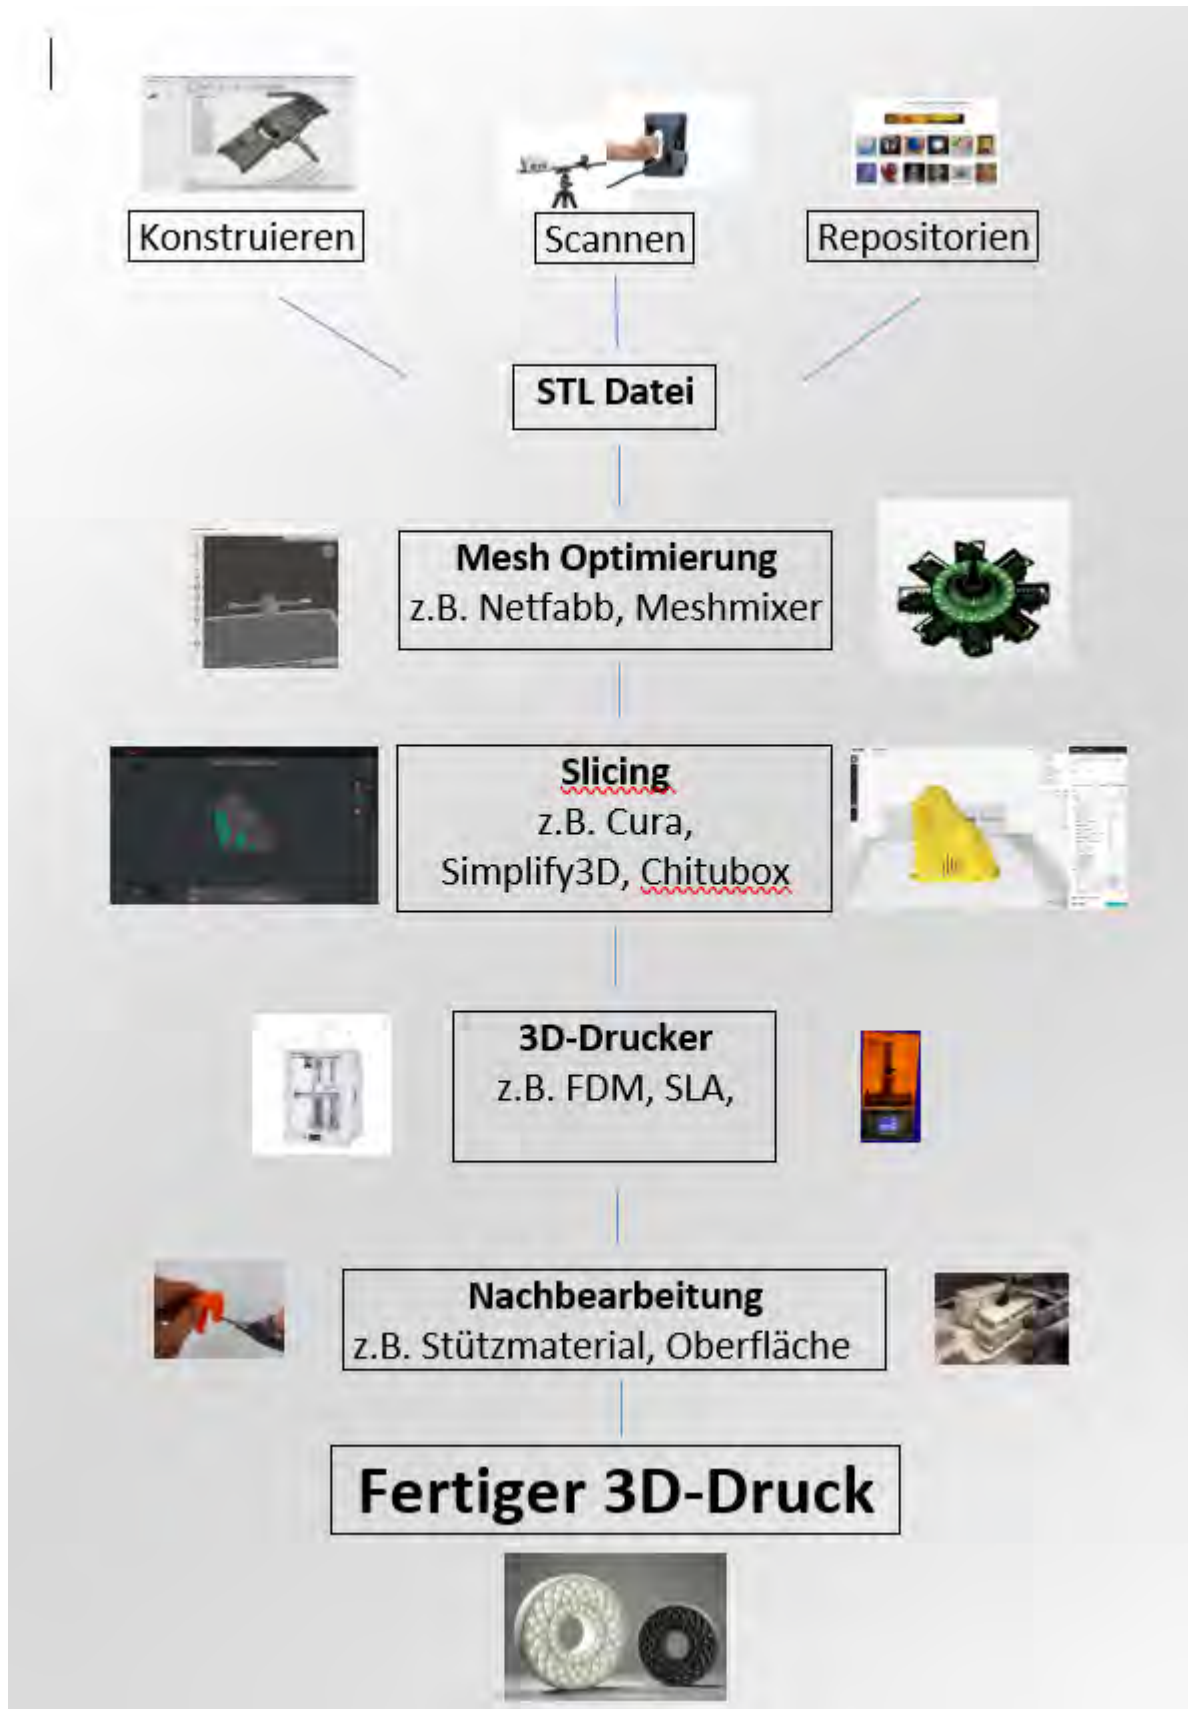 Konstruieren
Scannen
Repositorien
STL Datei
Mesh Optimierung
z.B. Netfabb, Meshmixer
Slicing
z.B. Cura,
Simplify3D, Chitubox
3D-Drucker
z.B. FDM, SLA,
Nachbearbeitung
z.B. Stützmaterial, Oberfläche
Fertiger 3D-Druck